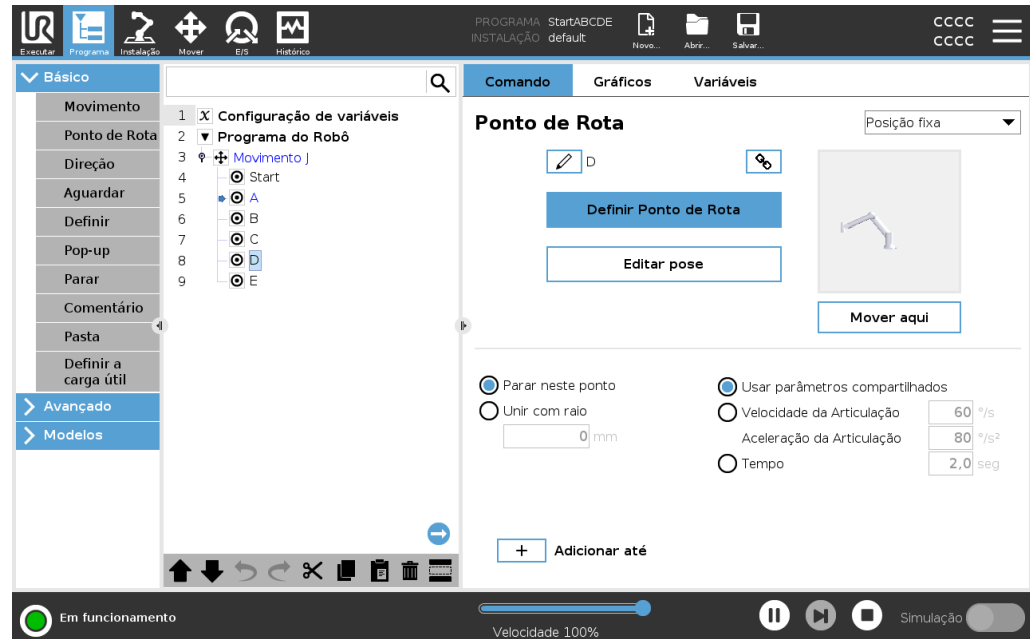 UR
PROGRAMA StartABCDE
INSTALAÇÃO default
CCCC
CCCC
Executar
Programa
Instalação
Mover
E/S
Histórico
Novo...
Abrir...
Salvar...
Básico
Movimento
Ponto de Rota
Direção
Aguardar
Definir
Pop-up
Parar
Comentário
Pasta
Definir a
carga útil
Avançado
Modelos
1 X Configuração de variáveis
2 ▼ Programa do Robô
3 Movimento J
4 Start
5 A
6 B
7 C
8 D
9 E
Comando Gráficos Variáveis
Ponto de Rota
Posição fixa
D
Definir Ponto de Rota
Editar pose
Mover aqui
Parar neste ponto
Unir com raio
0 mm
Usar parâmetros compartilhados
Velocidade da Articulação 60 °/s
Aceleração da Articulação 80 °/s²
Tempo 2,0 seg
+ Adicionar até
Em funcionamento
Velocidade 100%
Simulação